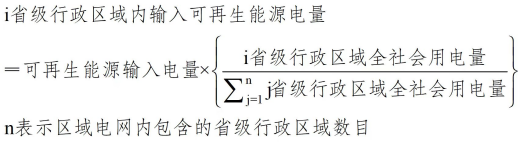 i省级行政区域内输入可再生能源电量
=可再生能源输入电量×{i省级行政区域全社会用电量/∑ⁿⱼ₌₁j省级行政区域全社会用电量}
n表示区域电网内包含的省级行政区域数目